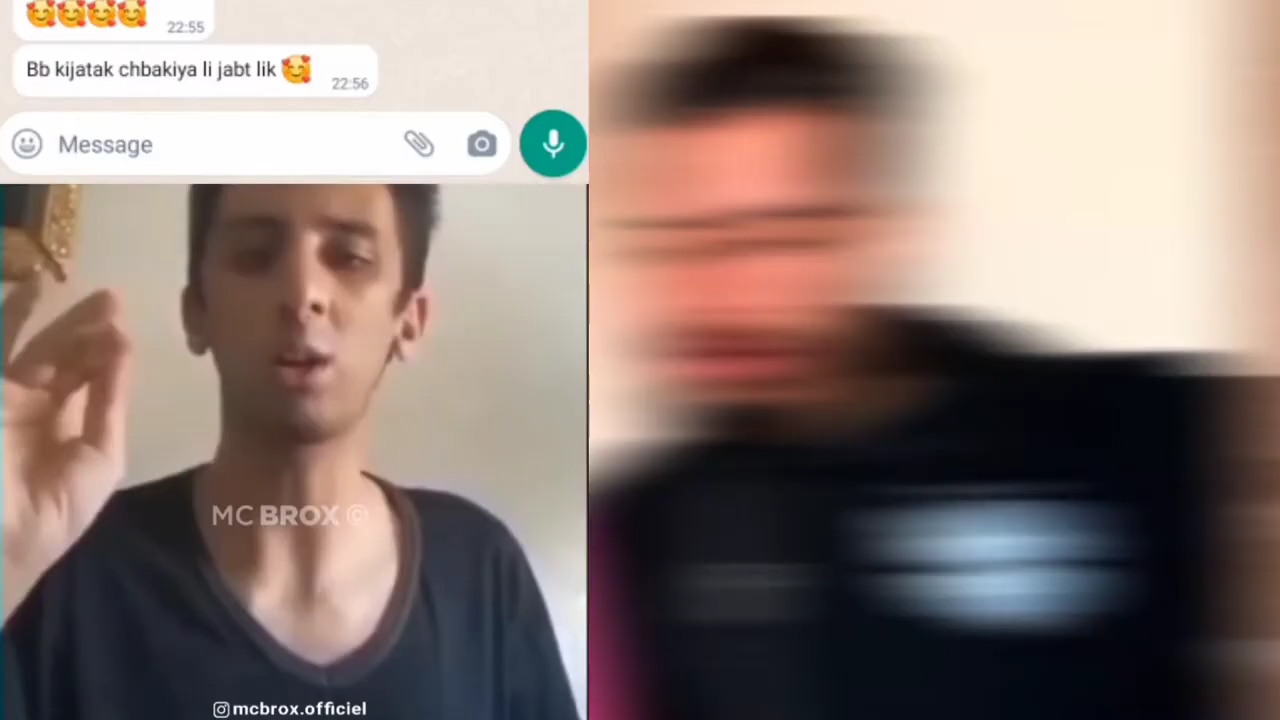 🥰🥰🥰🥰
22:55
Bb kijatak chbakiya li jabt lik 🥰
22:56
Message
MC BROX ©
mcbrox.officiel